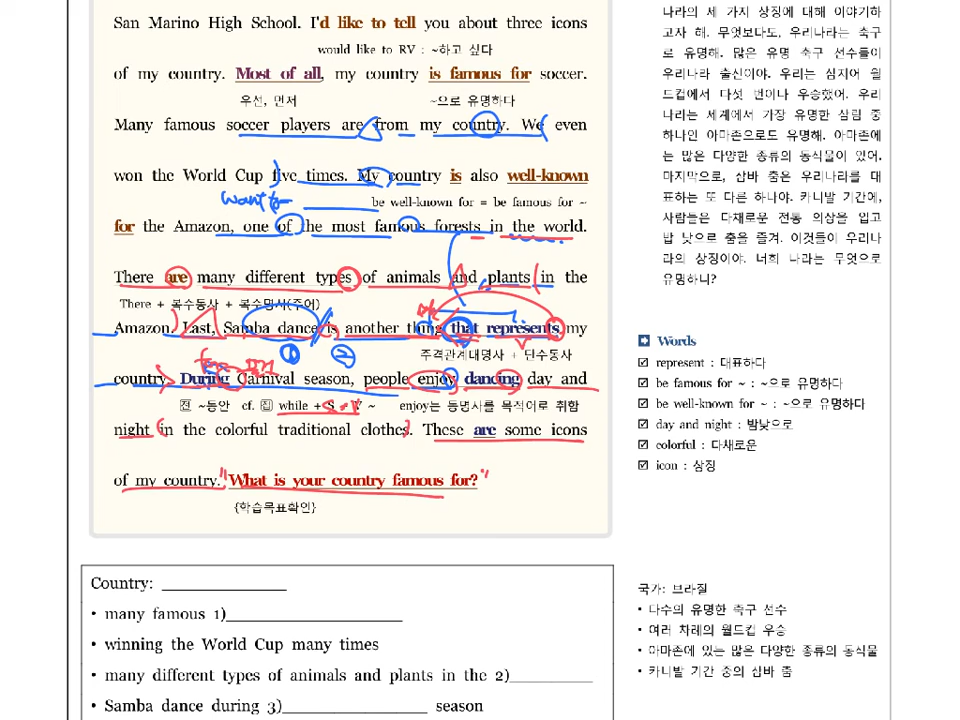 San Marino High School. I'd like to tell you about three icons
would like to RV : ~하고 싶다
of my country. Most of all, my country is famous for soccer.
우선, 먼저 ~으로 유명하다
Many famous soccer players are from my country. We even
won the World Cup five times. My country is also well-known
want to
be well-known for = be famous for ~
for the Amazon, one of the most famous forests in the world.
There are many different types of animals and plants in the
There + 복수동사 + 복수명사(주어)
Amazon. Last, Samba dance is another thing that represents my
① ② 주격관계대명사 + 단수동사
country. During Carnival season, people enjoy dancing day and
전 ~동안 cf. 접 while + S + V ~ enjoy는 동명사를 목적어로 취함
night in the colorful traditional clothes. These are some icons
of my country. "What is your country famous for?"
{학습목표확인}
나라의 세 가지 상징에 대해 이야기하
고자 해. 무엇보다도, 우리나라는 축구
로 유명해. 많은 유명 축구 선수들이
우리나라 출신이야. 우리는 심지어 월
드컵에서 다섯 번이나 우승했어. 우리
나라는 세계에서 가장 유명한 삼림 중
하나인 아마존으로도 유명해. 아마존에
는 많은 다양한 종류의 동식물이 있어.
마지막으로, 삼바 춤은 우리나라를 대
표하는 또 다른 하나야. 카니발 기간에,
사람들은 다채로운 전통 의상을 입고
밤 낮으로 춤을 즐겨. 이것들이 우리나
라의 상징이야. 너희 나라는 무엇으로
유명하니?
Words
☑ represent : 대표하다
☑ be famous for ~ : ~으로 유명하다
☑ be well-known for ~ : ~으로 유명하다
☑ day and night : 밤낮으로
☑ colorful : 다채로운
☑ icon : 상징
Country: ____________
• many famous 1)____________
• winning the World Cup many times
• many different types of animals and plants in the 2)____________
• Samba dance during 3)____________ season
국가: 브라질
• 다수의 유명한 축구 선수
• 여러 차례의 월드컵 우승
• 아마존에 있는 많은 다양한 종류의 동식물
• 카니발 기간 중의 삼바 춤